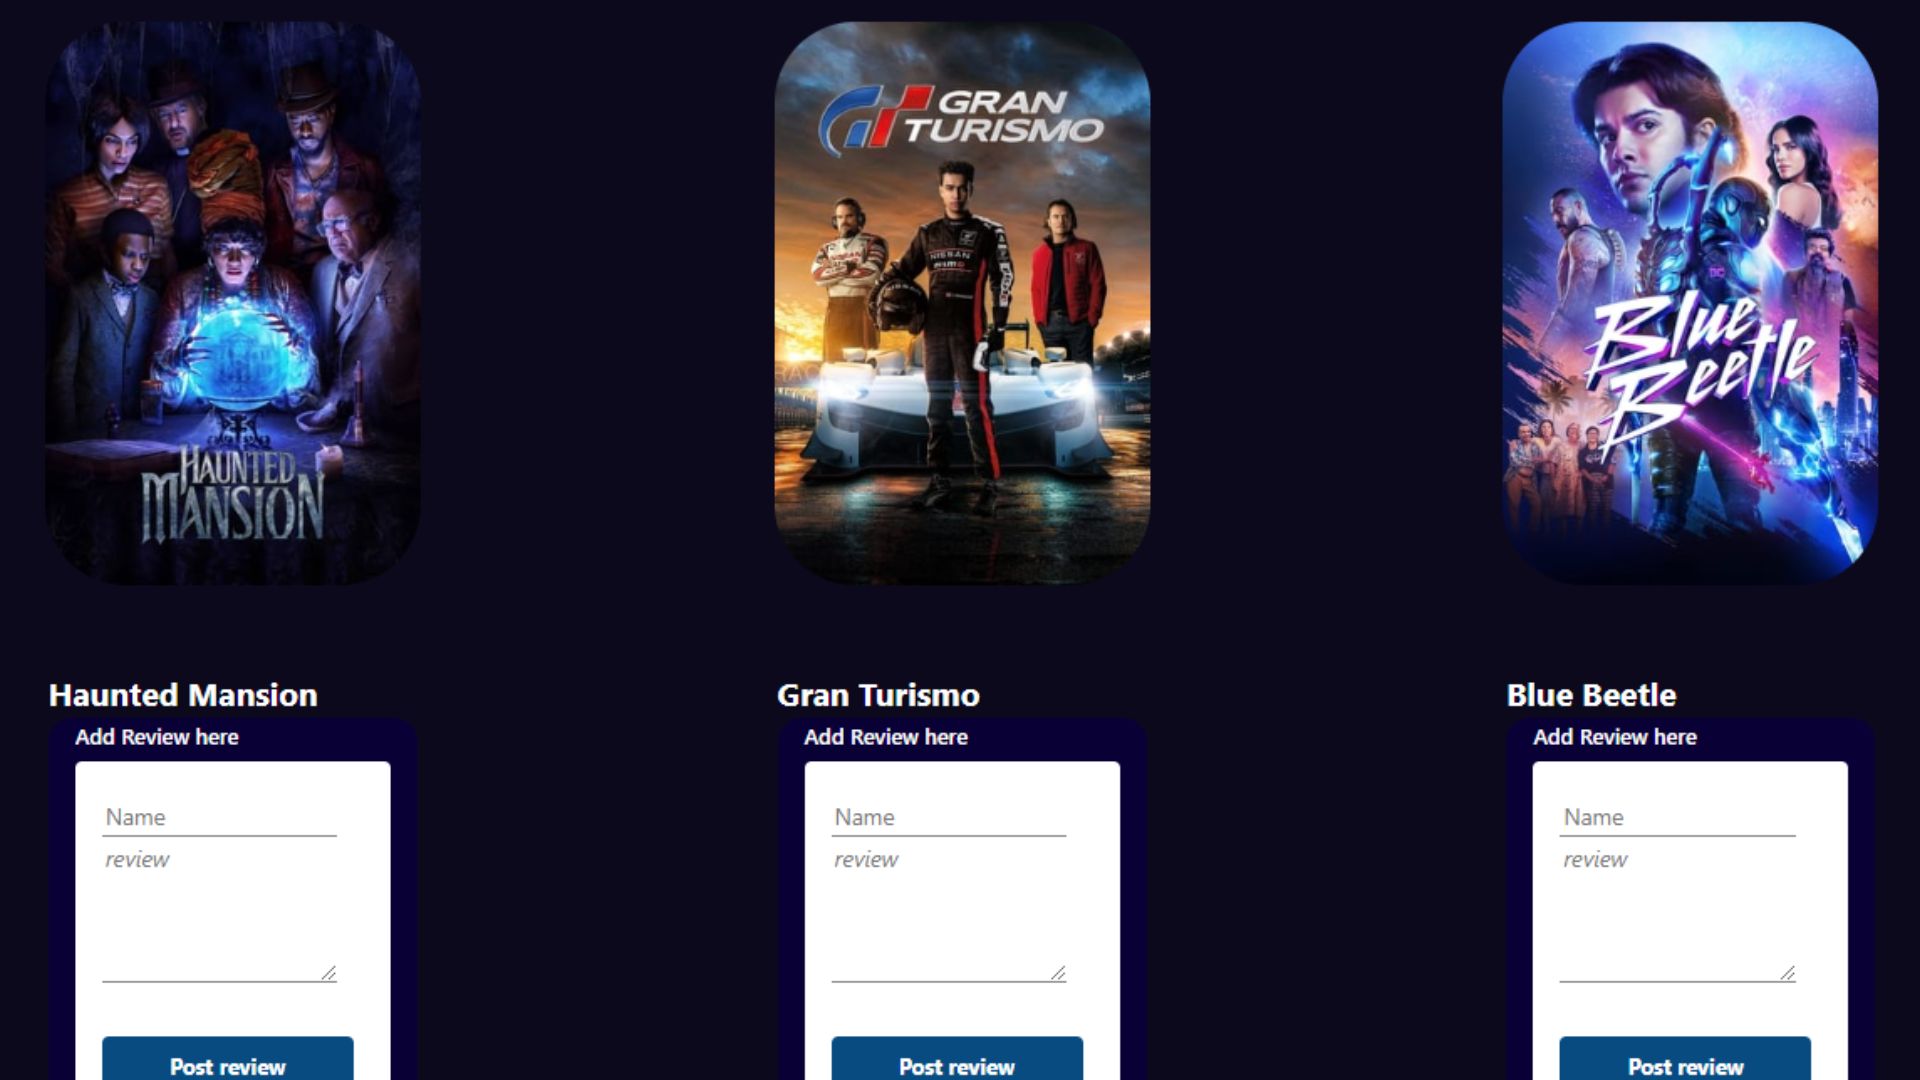 HAUNTED
MANSION
GRAN
TURISMO
NISSAN
DC
Blue
Beetle
Haunted Mansion
Add Review here
Name
review
Post review
Gran Turismo
Add Review here
Name
review
Post review
Blue Beetle
Add Review here
Name
review
Post review